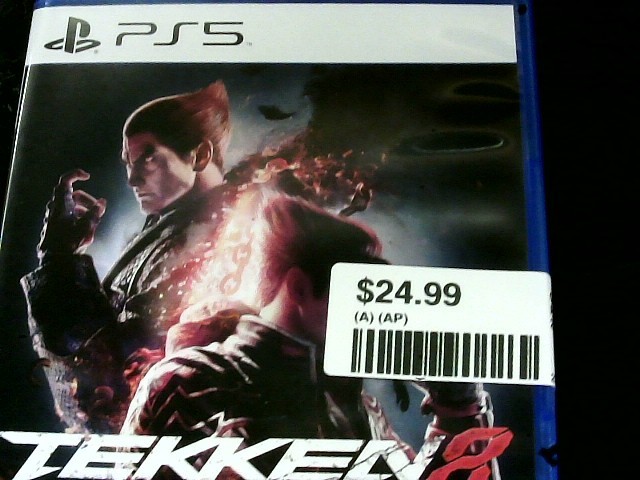 PS5
$24.99
(A) (AP)
TEKKEN 8